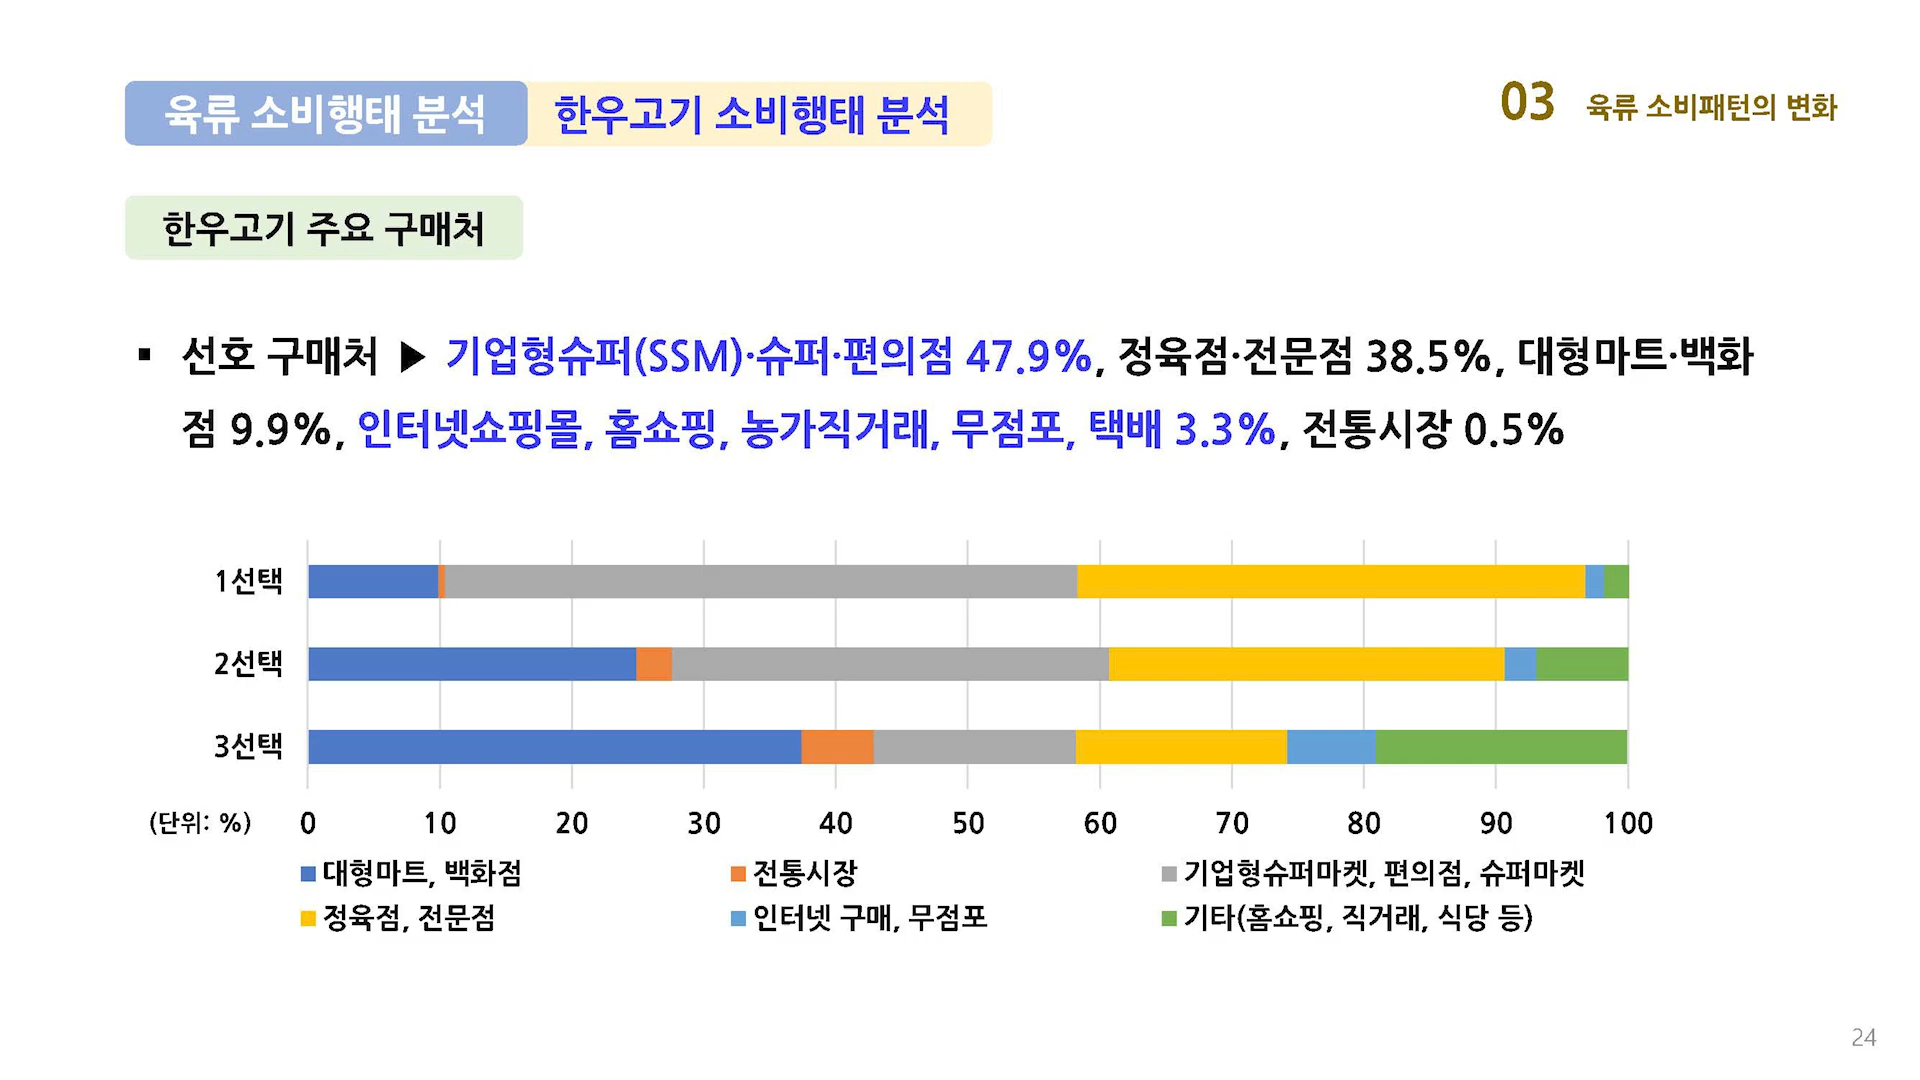 육류 소비행태 분석 한우고기 소비행태 분석
03 육류 소비패턴의 변화
한우고기 주요 구매처
▪ 선호 구매처 ▶ 기업형슈퍼(SSM)·슈퍼·편의점 47.9%, 정육점·전문점 38.5%, 대형마트·백화
점 9.9%, 인터넷쇼핑몰, 홈쇼핑, 농가직거래, 무점포, 택배 3.3%, 전통시장 0.5%
1선택
2선택
3선택
(단위: %) 0 10 20 30 40 50 60 70 80 90 100
대형마트, 백화점 전통시장 기업형슈퍼마켓, 편의점, 슈퍼마켓
정육점, 전문점 인터넷 구매, 무점포 기타(홈쇼핑, 직거래, 식당 등)
24